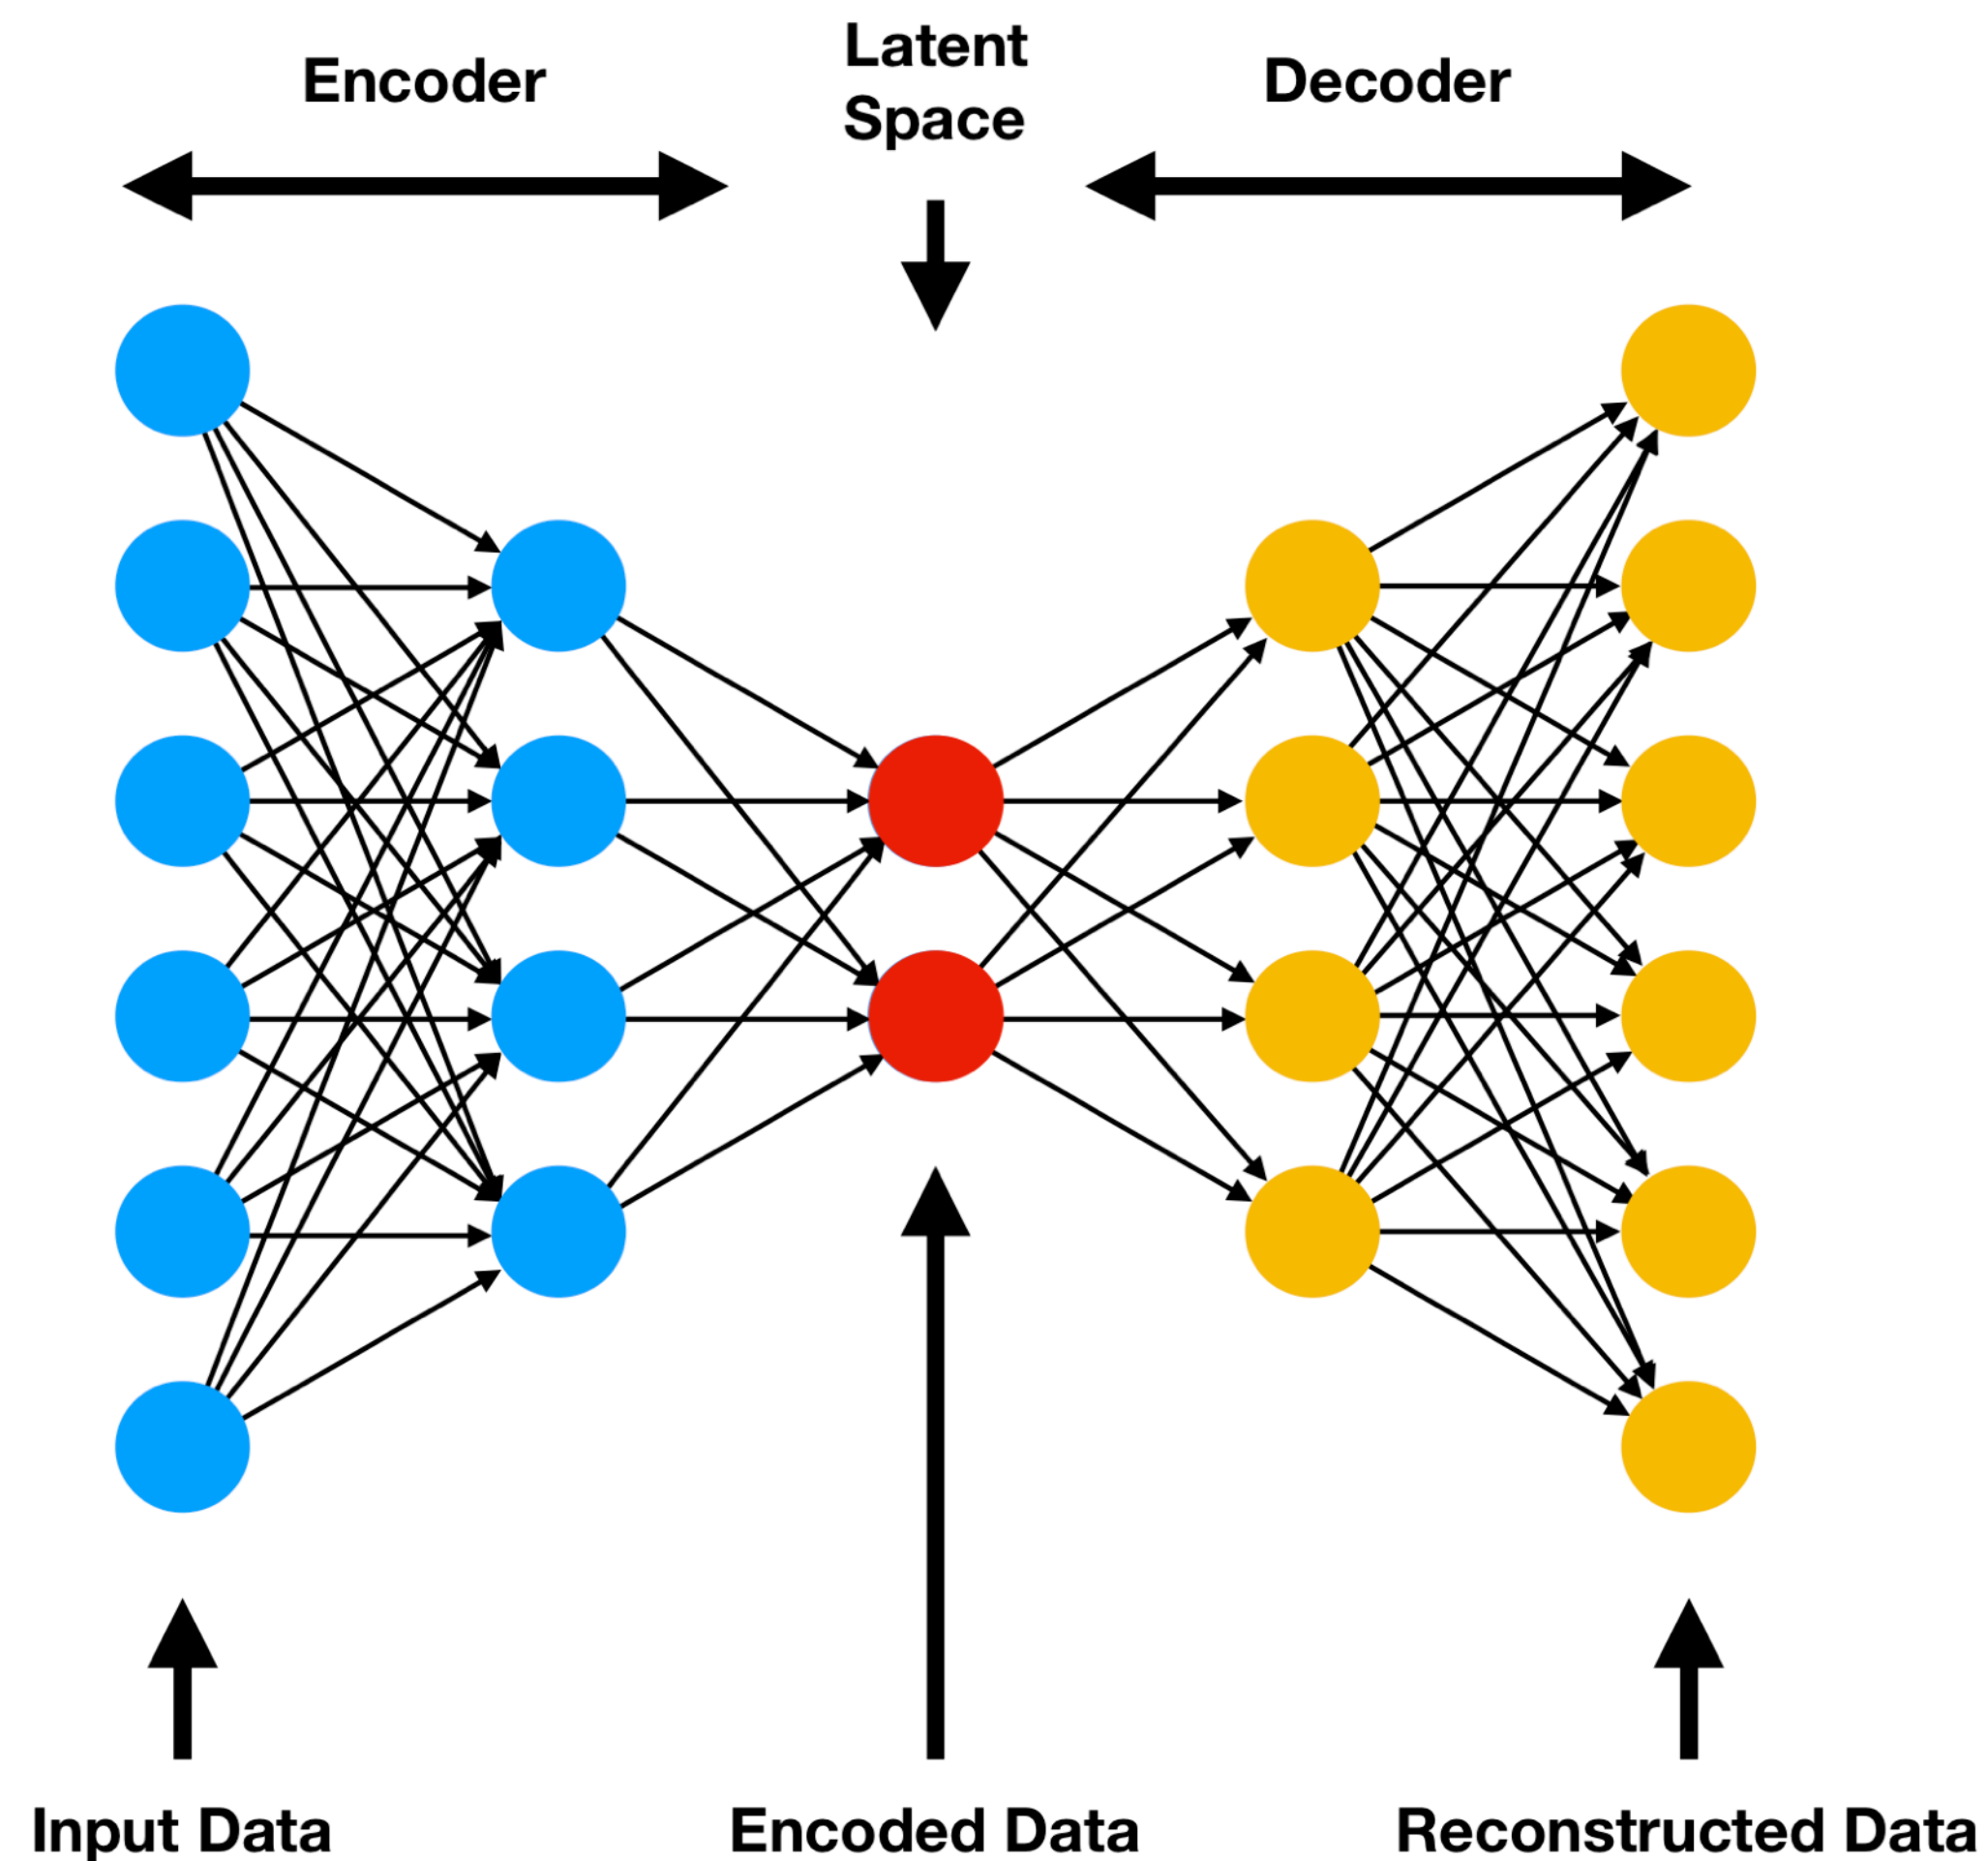 Encoder
Latent
Space
Decoder
Input Data
Encoded Data
Reconstructed Data